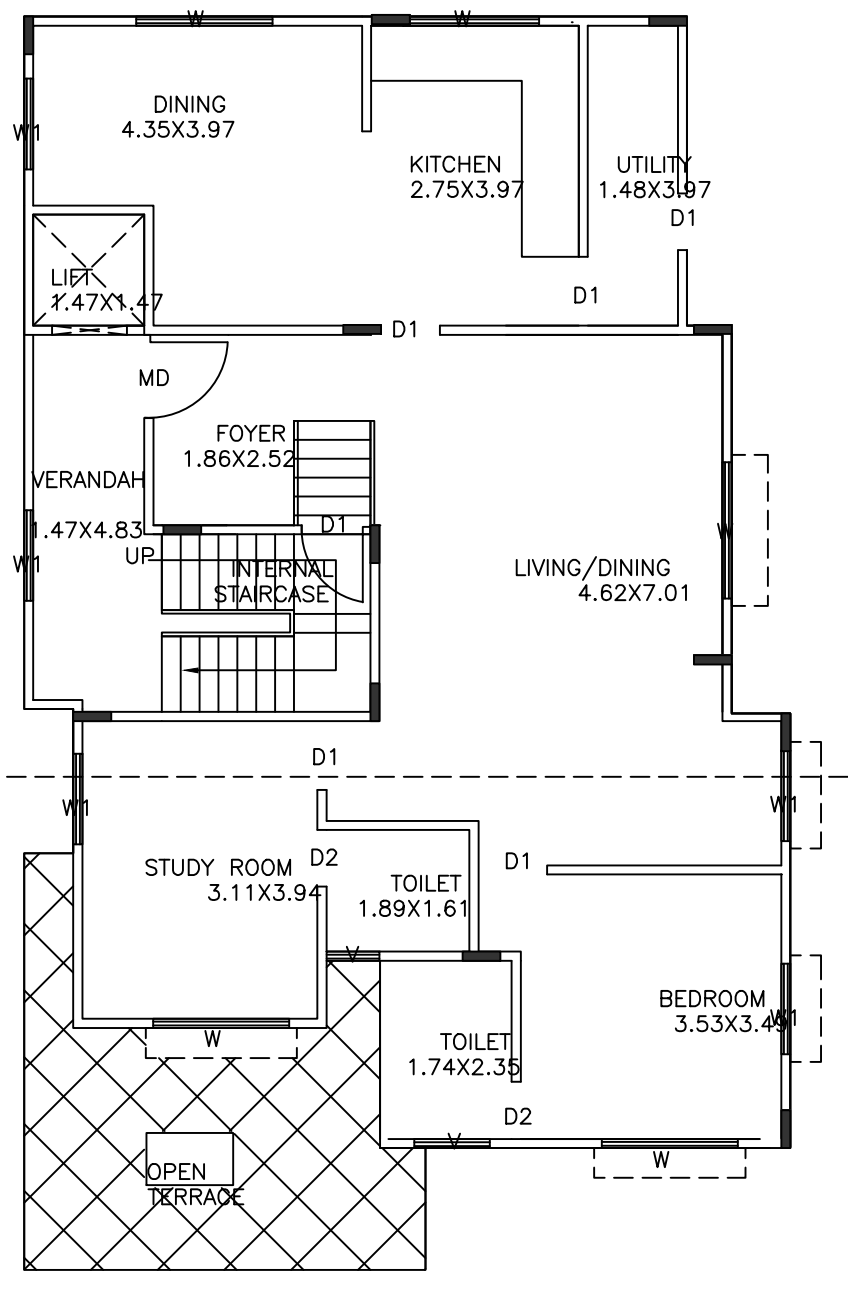 W
W
DINING
4.35X3.97
W1
KITCHEN
2.75X3.97
UTILITY
1.48X3.97
D1
LIFT
1.47X1.47
D1
D1
MD
FOYER
1.86X2.52
VERANDAH
1.47X4.83
D1
W
UP
W1
INTERNAL
STAIRCASE
LIVING/DINING
4.62X7.01
D1
W1
W1
STUDY ROOM
3.11X3.94
D2
D1
TOILET
1.89X1.61
V
BEDROOM
3.53X3.49
W1
W
TOILET
1.74X2.35
D2
V
W
OPEN
TERRACE